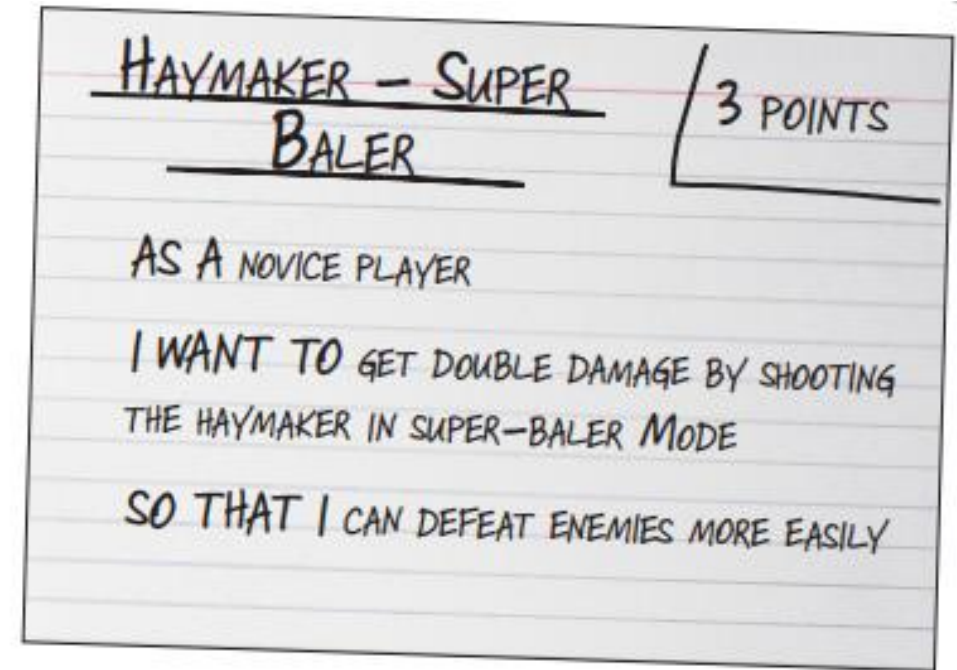 HAYMAKER – SUPER
BALER
3 POINTS
AS A NOVICE PLAYER
I WANT TO GET DOUBLE DAMAGE BY SHOOTING
THE HAYMAKER IN SUPER-BALER MODE
SO THAT I CAN DEFEAT ENEMIES MORE EASILY